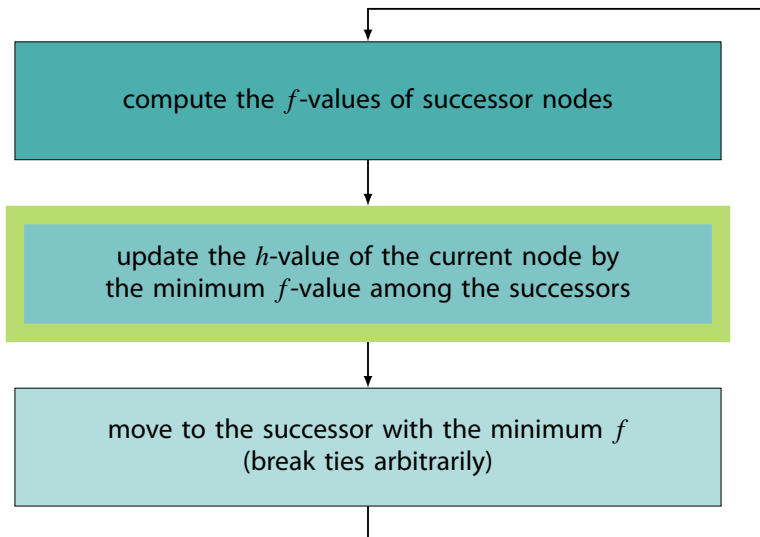 compute the f-values of successor nodes
update the h-value of the current node by
the minimum f-value among the successors
move to the successor with the minimum f
(break ties arbitrarily)